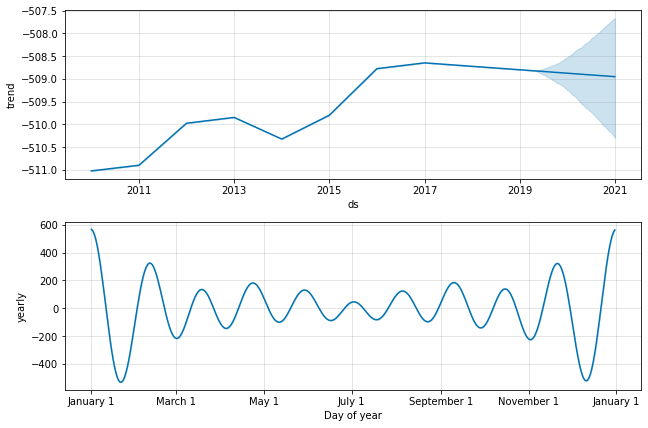 −507.5
−508.0
−508.5
−509.0
−509.5
−510.0
−510.5
−511.0
trend
2011 2013 2015 2017 2019 2021
ds
600
400
200
0
−200
−400
yearly
January 1 March 1 May 1 July 1 September 1 November 1 January 1
Day of year